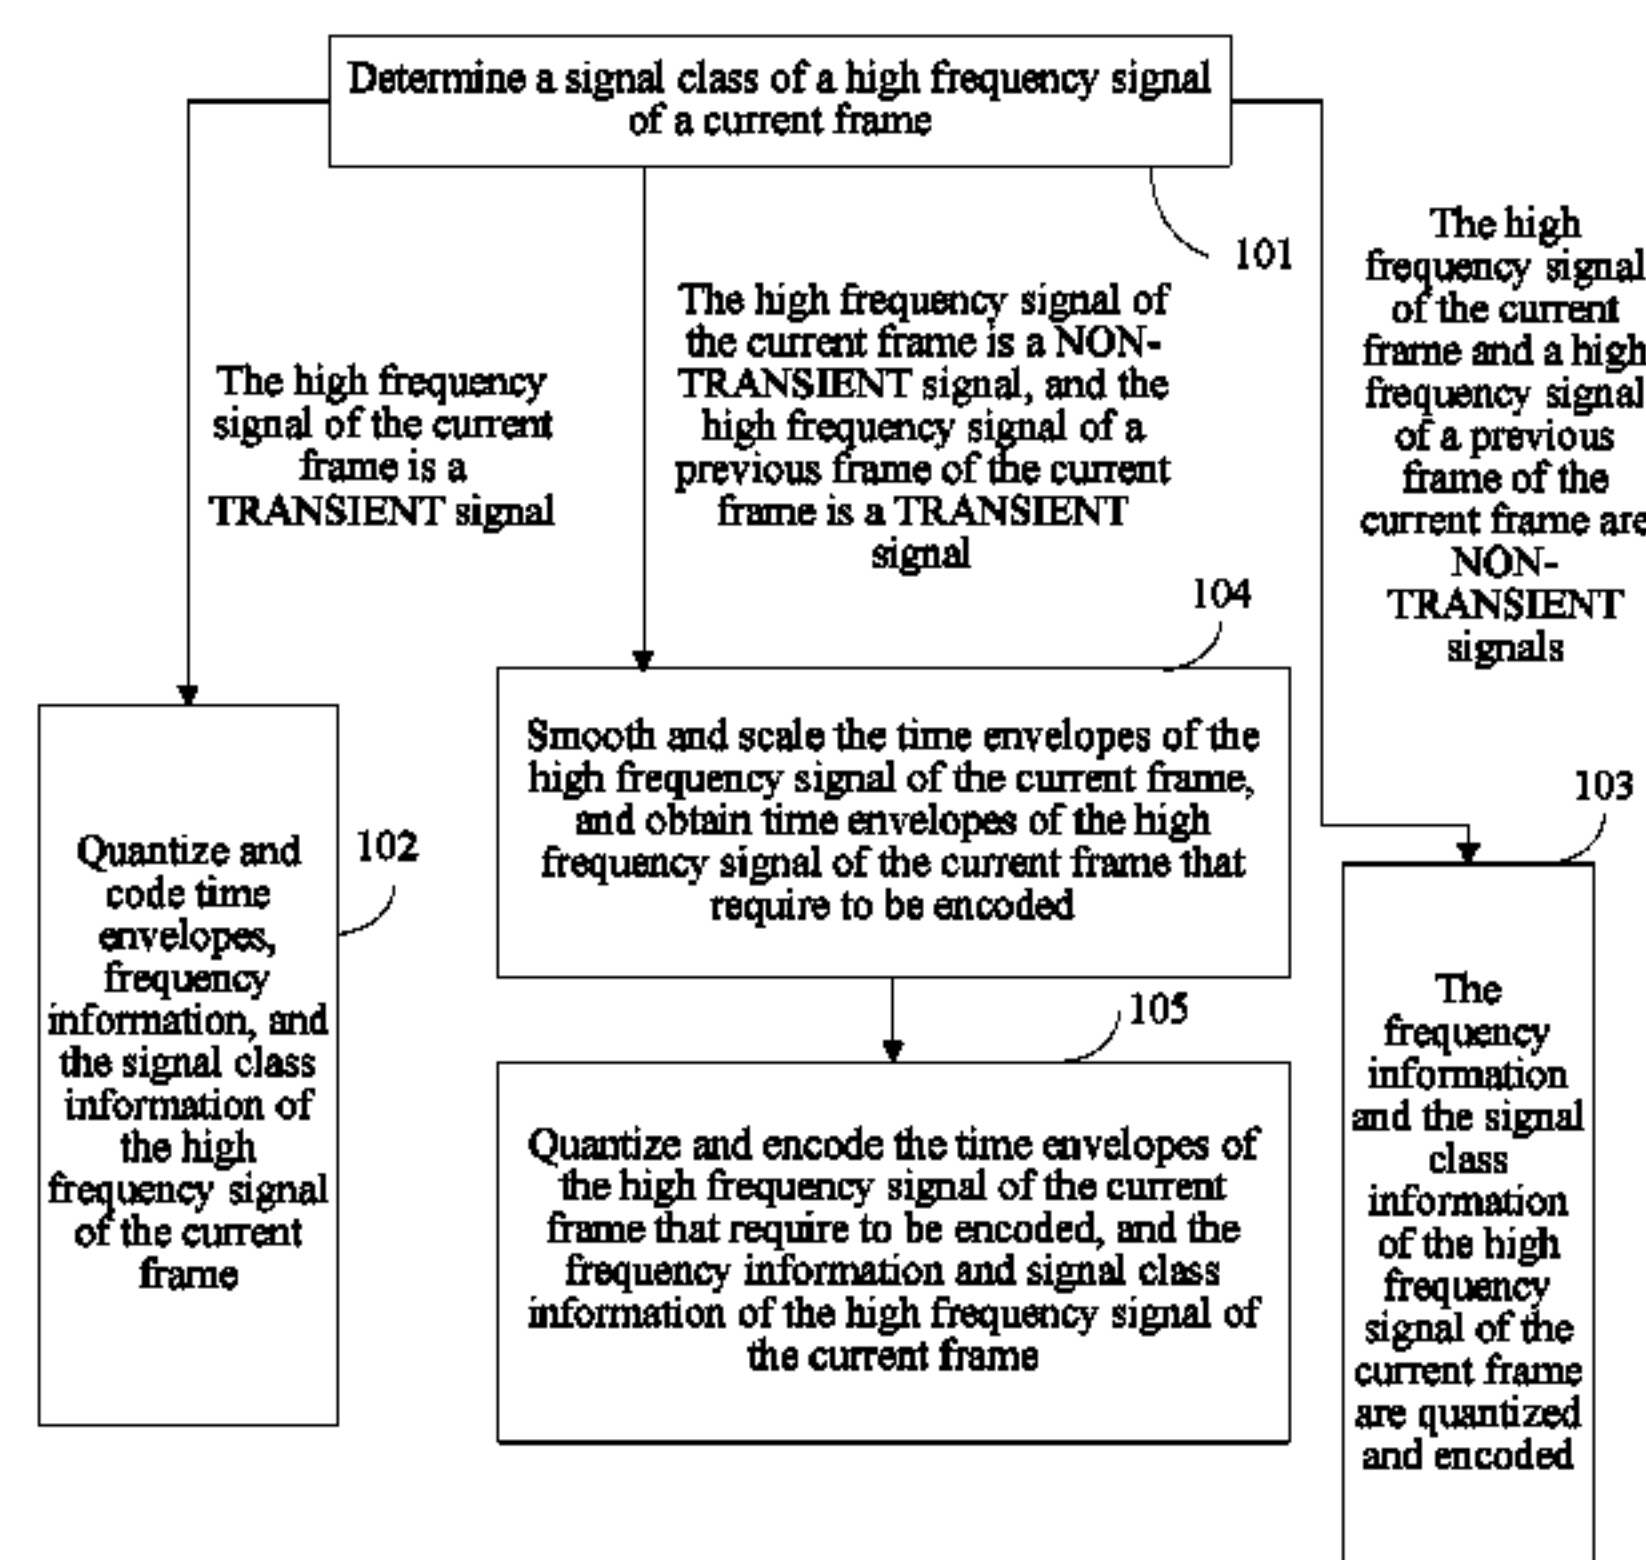 Determine a signal class of a high frequency signal
of a current frame
101
The high frequency
signal of the current
frame is a
TRANSIENT signal
The high frequency signal of
the current frame is a NON-
TRANSIENT signal, and the
high frequency signal of a
previous frame of the current
frame is a TRANSIENT
signal
The high
frequency signal
of the current
frame and a high
frequency signal
of a previous
frame of the
current frame are
NON-
TRANSIENT
signals
104
Smooth and scale the time envelopes of the
high frequency signal of the current frame,
and obtain time envelopes of the high
frequency signal of the current frame that
require to be encoded
103
102
Quantize and
code time
envelopes,
frequency
information, and
the signal class
information of
the high
frequency signal
of the current
frame
105
Quantize and encode the time envelopes of
the high frequency signal of the current
frame that require to be encoded, and the
frequency information and signal class
information of the high frequency signal of
the current frame
The
frequency
information
and the signal
class
information
of the high
frequency
signal of the
current frame
are quantized
and encoded